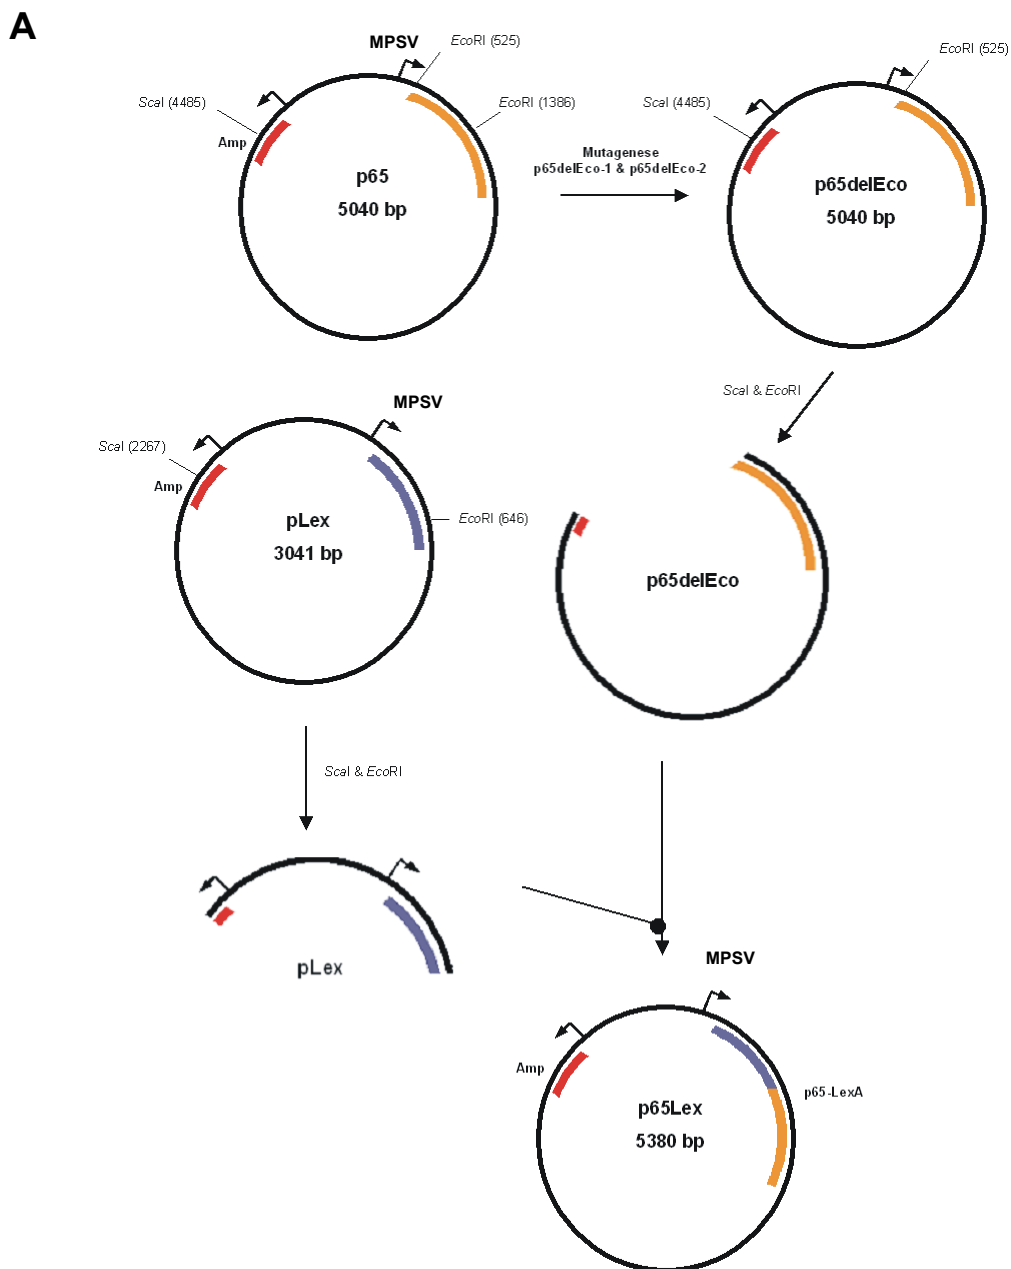 A
MPSV
EcoRI (525)
ScaI (4485)
EcoRI (1386)
Amp
p65
5040 bp
Mutagenese
p65delEco-1 & p65delEco-2
EcoRI (525)
ScaI (4485)
p65delEco
5040 bp
ScaI & EcoRI
MPSV
ScaI (2267)
Amp
EcoRI (646)
pLex
3041 bp
p65delEco
ScaI & EcoRI
pLex
MPSV
Amp
p65-LexA
p65Lex
5380 bp